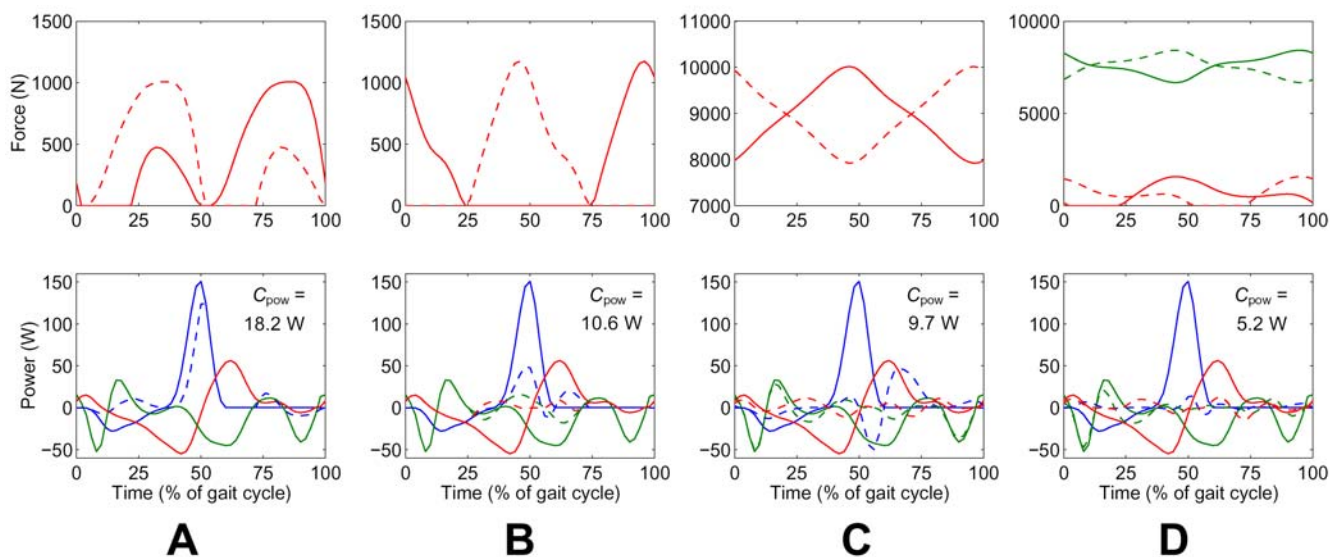 1500
1000
500
0
Force (N)
0 25 50 75 100
1500
1000
500
0
0 25 50 75 100
11000
10000
9000
8000
7000
0 25 50 75 100
10000
5000
0
0 25 50 75 100
150
100
50
0
−50
Power (W)
Cpow =
18.2 W
0 25 50 75 100
Time (% of gait cycle)
150
100
50
0
−50
Cpow =
10.6 W
0 25 50 75 100
Time (% of gait cycle)
150
100
50
0
−50
Cpow =
9.7 W
0 25 50 75 100
Time (% of gait cycle)
150
100
50
0
−50
Cpow =
5.2 W
0 25 50 75 100
Time (% of gait cycle)
A B C D